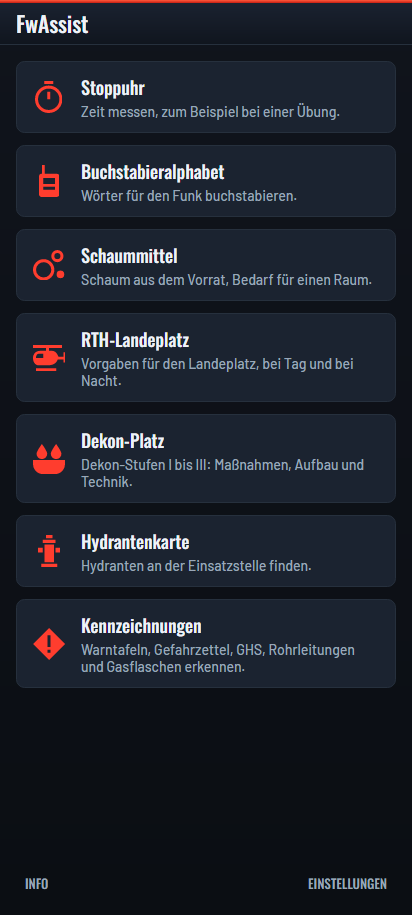 FwAssist
Stoppuhr
Zeit messen, zum Beispiel bei einer Übung.
Buchstabieralphabet
Wörter für den Funk buchstabieren.
Schaummittel
Schaum aus dem Vorrat, Bedarf für einen Raum.
RTH-Landeplatz
Vorgaben für den Landeplatz, bei Tag und bei
Nacht.
Dekon-Platz
Dekon-Stufen I bis III: Maßnahmen, Aufbau und
Technik.
Hydrantenkarte
Hydranten an der Einsatzstelle finden.
Kennzeichnungen
Warntafeln, Gefahrzettel, GHS, Rohrleitungen
und Gasflaschen erkennen.
INFO
EINSTELLUNGEN